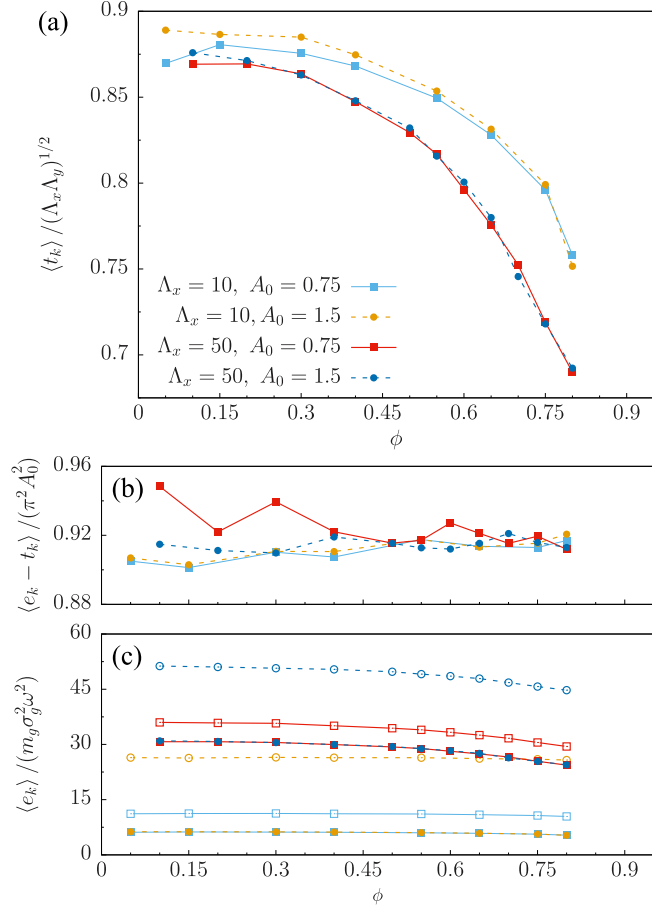 (a)
0.9
0.85
0.8
0.75
0.7
⟨t_k⟩ / (Λ_xΛ_y)^{1/2}
Λ_x = 10, A_0 = 0.75
Λ_x = 10, A_0 = 1.5
Λ_x = 50, A_0 = 0.75
Λ_x = 50, A_0 = 1.5
0 0.15 0.3 0.45 0.6 0.75 0.9
ϕ
(b)
0.96
0.92
0.88
⟨e_k − t_k⟩ / (π^2 A_0^2)
(c)
60
45
30
15
0
⟨e_k⟩ / (m_g σ_g^2 ω^2)
0 0.15 0.3 0.45 0.6 0.75 0.9
ϕ